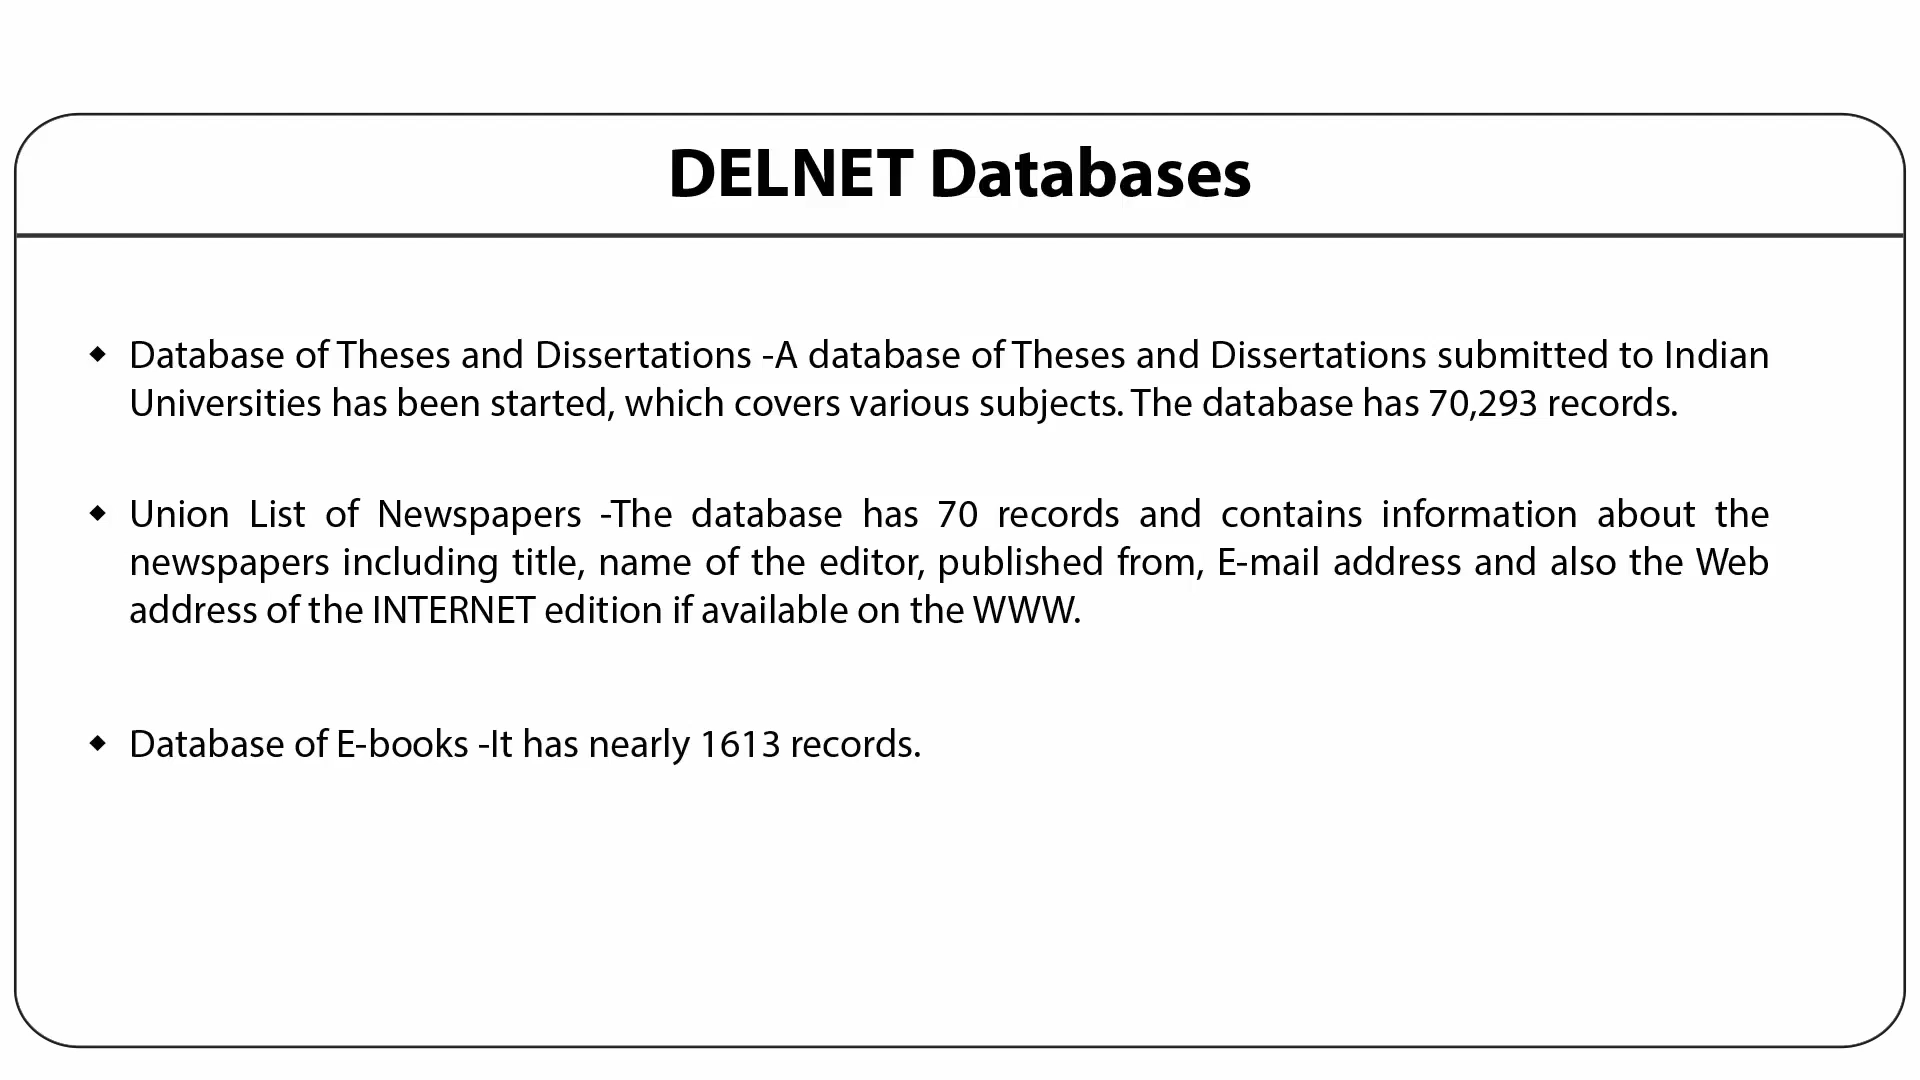 DELNET Databases
◆ Database of Theses and Dissertations -A database of Theses and Dissertations submitted to Indian
Universities has been started, which covers various subjects. The database has 70,293 records.
◆ Union List of Newspapers -The database has 70 records and contains information about the
newspapers including title, name of the editor, published from, E-mail address and also the Web
address of the INTERNET edition if available on the WWW.
◆ Database of E-books -It has nearly 1613 records.